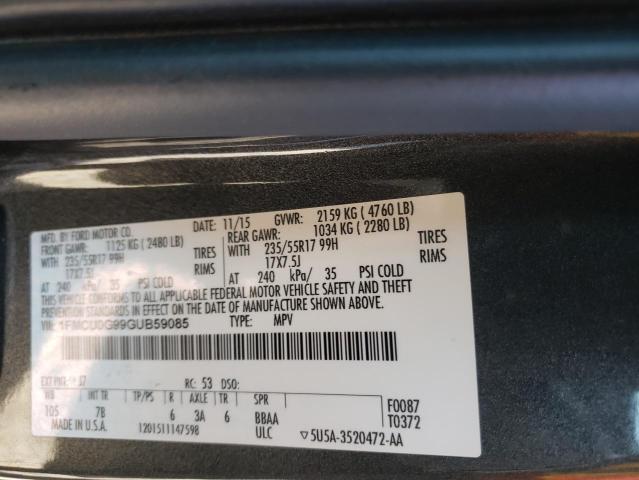 MFD. BY FORD MOTOR CO. DATE: 11/15 GVWR: 2159 KG ( 4760 LB)
FRONT GAWR: 1125 KG ( 2480 LB) REAR GAWR: 1034 KG ( 2280 LB)
WITH 235/55R17 99H TIRES WITH 235/55R17 99H TIRES
17X7.5J RIMS 17X7.5J RIMS
AT 240 kPa/ 35 PSI COLD AT 240 kPa/ 35 PSI COLD
THIS VEHICLE CONFORMS TO ALL APPLICABLE FEDERAL MOTOR VEHICLE SAFETY AND THEFT
PREVENTION STANDARDS IN EFFECT ON THE DATE OF MANUFACTURE SHOWN ABOVE.
VIN: 1FMCU0G99GUB59085 TYPE: MPV
EXT PNT: J7 RC: 53 DSO:
WB INT TR TP/PS R AXLE TR SPR
105 7B 6 3A 6 BBAA F0087
MADE IN U.S.A. 1201511147598 ULC T0372
▽5U5A-3520472-AA